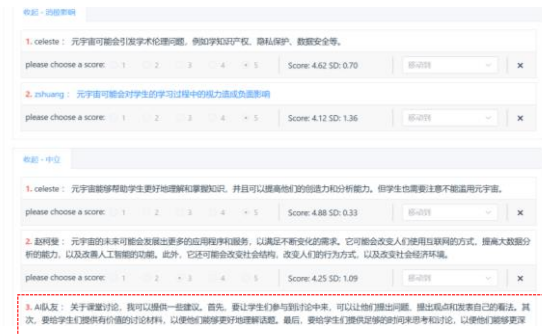 收起 - 消极影响
1. celeste： 元宇宙可能会引发学术伦理问题，例如学知识产权、隐私保护、数据安全等。
please choose a score: 1 2 3 4 5 Score: 4.62 SD: 0.70 移动到 ×
2. zshuang： 元宇宙可能会对学生的学习过程中的视力造成负面影响
please choose a score: 1 2 3 4 5 Score: 4.12 SD: 1.36 移动到 ×
收起 - 中立
1. celeste： 元宇宙能够帮助学生更好地理解和掌握知识，并且可以提高他们的创造力和分析能力。但学生也需要注意不能滥用元宇宙。
please choose a score: 1 2 3 4 5 Score: 4.88 SD: 0.33 移动到 ×
2. 赵柯登： 元宇宙的未来可能会发展出更多的应用程序和服务，以满足不断变化的需求。它可能会改变人们使用互联网的方式，提高大数据分
析的能力，以及改善人工智能的功能。此外，它还可能会改变社会结构，改变人们的行为方式，以及改变社会经济环境。
please choose a score: 1 2 3 4 5 Score: 4.25 SD: 1.09 移动到 ×
3. AI队友： 关于课堂讨论，我可以提供一些建议。首先，要让学生们参与到讨论中来，可以让他们提出问题，提出观点和发表自己的看法。其
次，要给学生们提供有价值的讨论材料，以便他们能够更好地理解话题。最后，要给学生们提供足够的时间来思考和讨论，以便他们能够更深